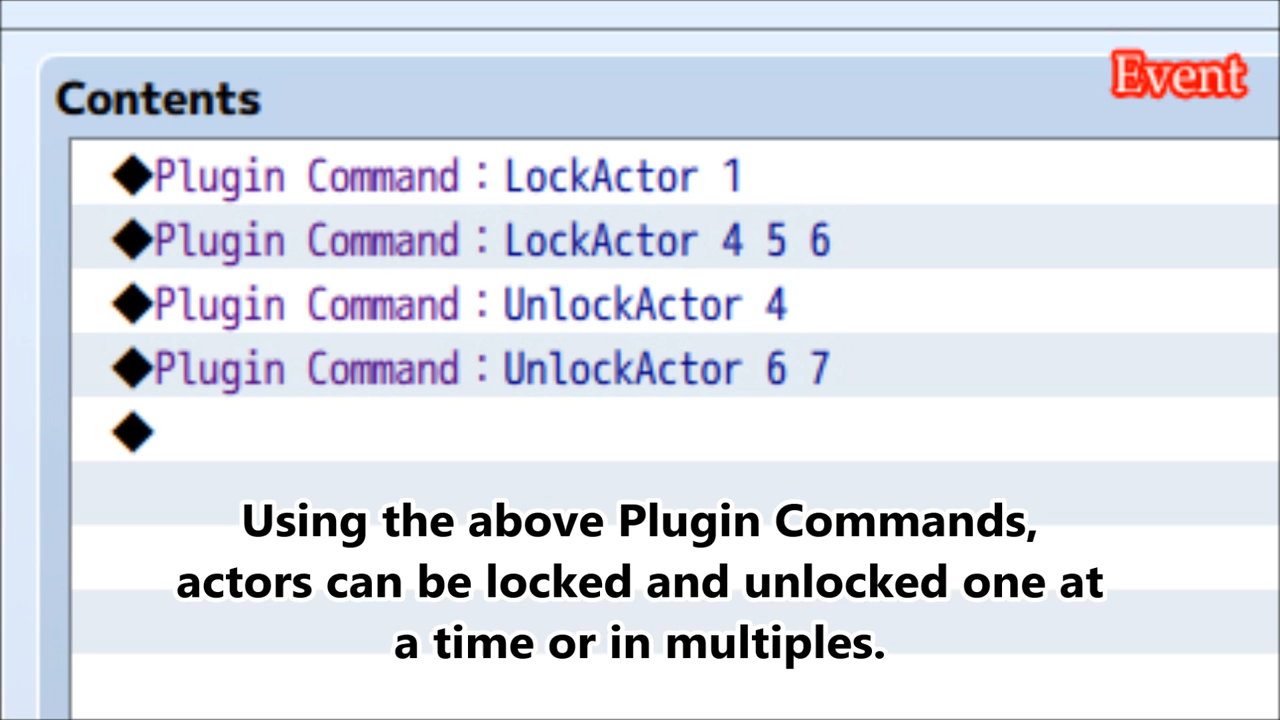 Event
Contents
◆Plugin Command：LockActor 1
◆Plugin Command：LockActor 4 5 6
◆Plugin Command：UnlockActor 4
◆Plugin Command：UnlockActor 6 7
◆
Using the above Plugin Commands,
actors can be locked and unlocked one at
a time or in multiples.